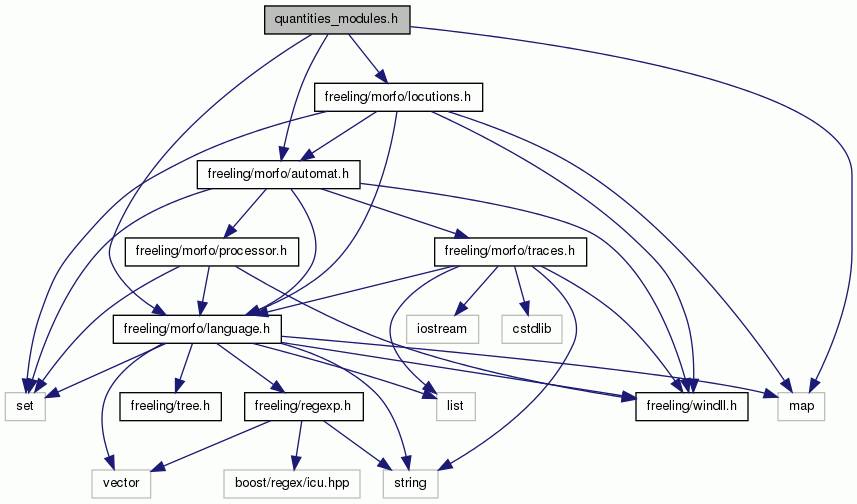 quantities_modules.h
freeling/morfo/locutions.h
freeling/morfo/automat.h
freeling/morfo/processor.h
freeling/morfo/traces.h
freeling/morfo/language.h
iostream
cstdlib
set
freeling/tree.h
freeling/regexp.h
list
freeling/windll.h
map
vector
boost/regex/icu.hpp
string